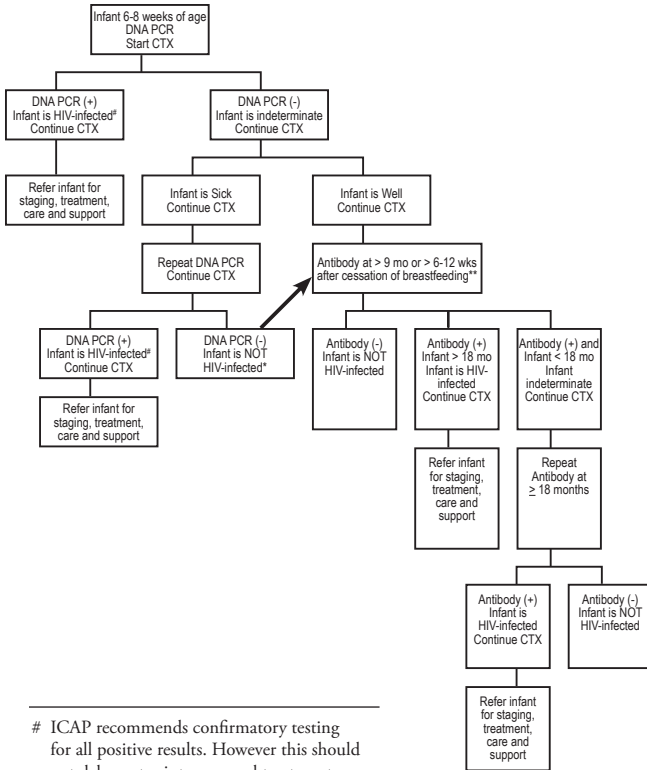 Infant 6-8 weeks of age
DNA PCR
Start CTX
DNA PCR (+)
Infant is HIV-infected#
Continue CTX
DNA PCR (-)
Infant is indeterminate
Continue CTX
Refer infant for
staging, treatment,
care and support
Infant is Sick
Continue CTX
Infant is Well
Continue CTX
Repeat DNA PCR
Continue CTX
Antibody at > 9 mo or > 6-12 wks
after cessation of breastfeeding**
DNA PCR (+)
Infant is HIV-infected#
Continue CTX
DNA PCR (-)
Infant is NOT
HIV-infected*
Antibody (-)
Infant is NOT
HIV-infected
Antibody (+)
Infant > 18 mo
Infant is HIV-
infected
Continue CTX
Antibody (+) and
Infant < 18 mo
Infant
indeterminate
Continue CTX
Refer infant for
staging, treatment,
care and support
Refer infant
for staging,
treatment,
care and
support
Repeat
Antibody at
≥ 18 months
Antibody (+)
Infant is
HIV-infected
Continue CTX
Antibody (-)
Infant is NOT
HIV-infected
Refer infant
for staging,
treatment,
care and
support
# ICAP recommends confirmatory testing
for all positive results. However this should